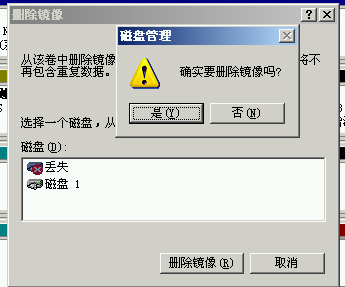 删除镜像
磁盘管理
从该卷中删除镜像
将不
再包含重复数据。
确实要删除镜像吗?
是(Y)
否(N)
选择一个磁盘，从
磁盘(D):
丢失
磁盘 1
删除镜像(R)
取消